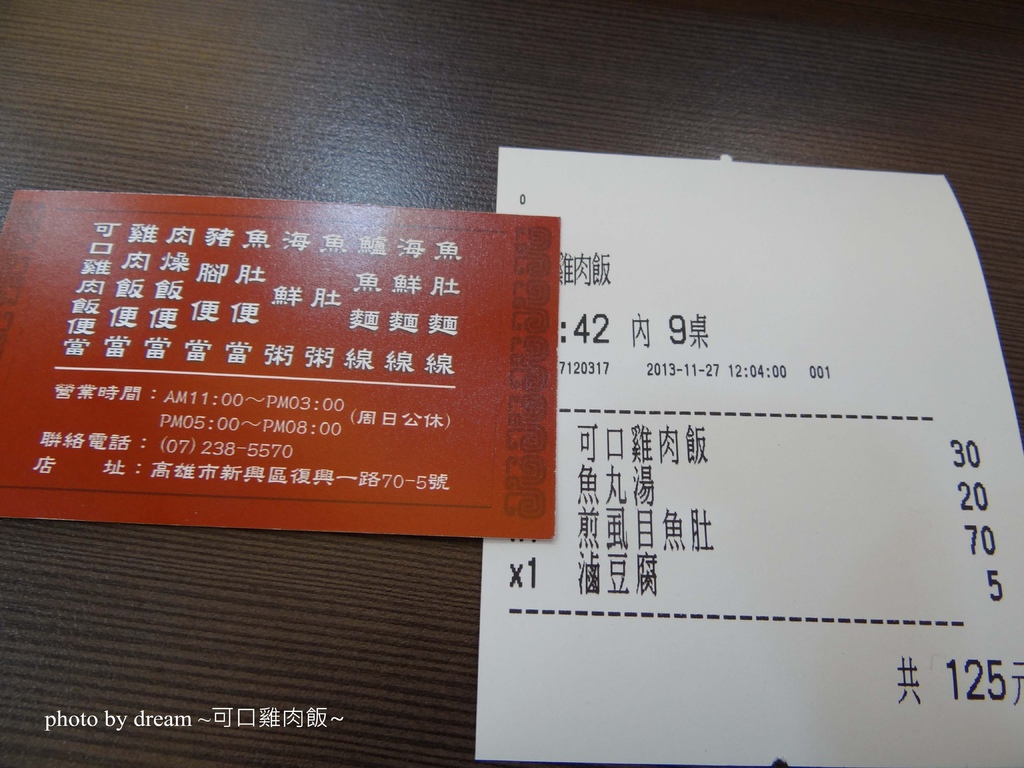 可口雞肉飯便當
雞肉飯便當
肉燥飯便當
豬腳便當
魚肚便當
海鮮粥
魚肚粥
鱸魚麵線
海鮮麵線
魚肚麵線
營業時間：AM11:00～PM03:00
PM05:00～PM08:00 (周日公休)
聯絡電話：(07) 238-5570
店　　址：高雄市新興區復興一路70-5號
0
雞肉飯
:42 內 9桌
7120317 2013-11-27 12:04:00 001
可口雞肉飯 30
魚丸湯 20
煎虱目魚肚 70
x1 滷豆腐 5
共 125元
photo by dream ~可口雞肉飯~